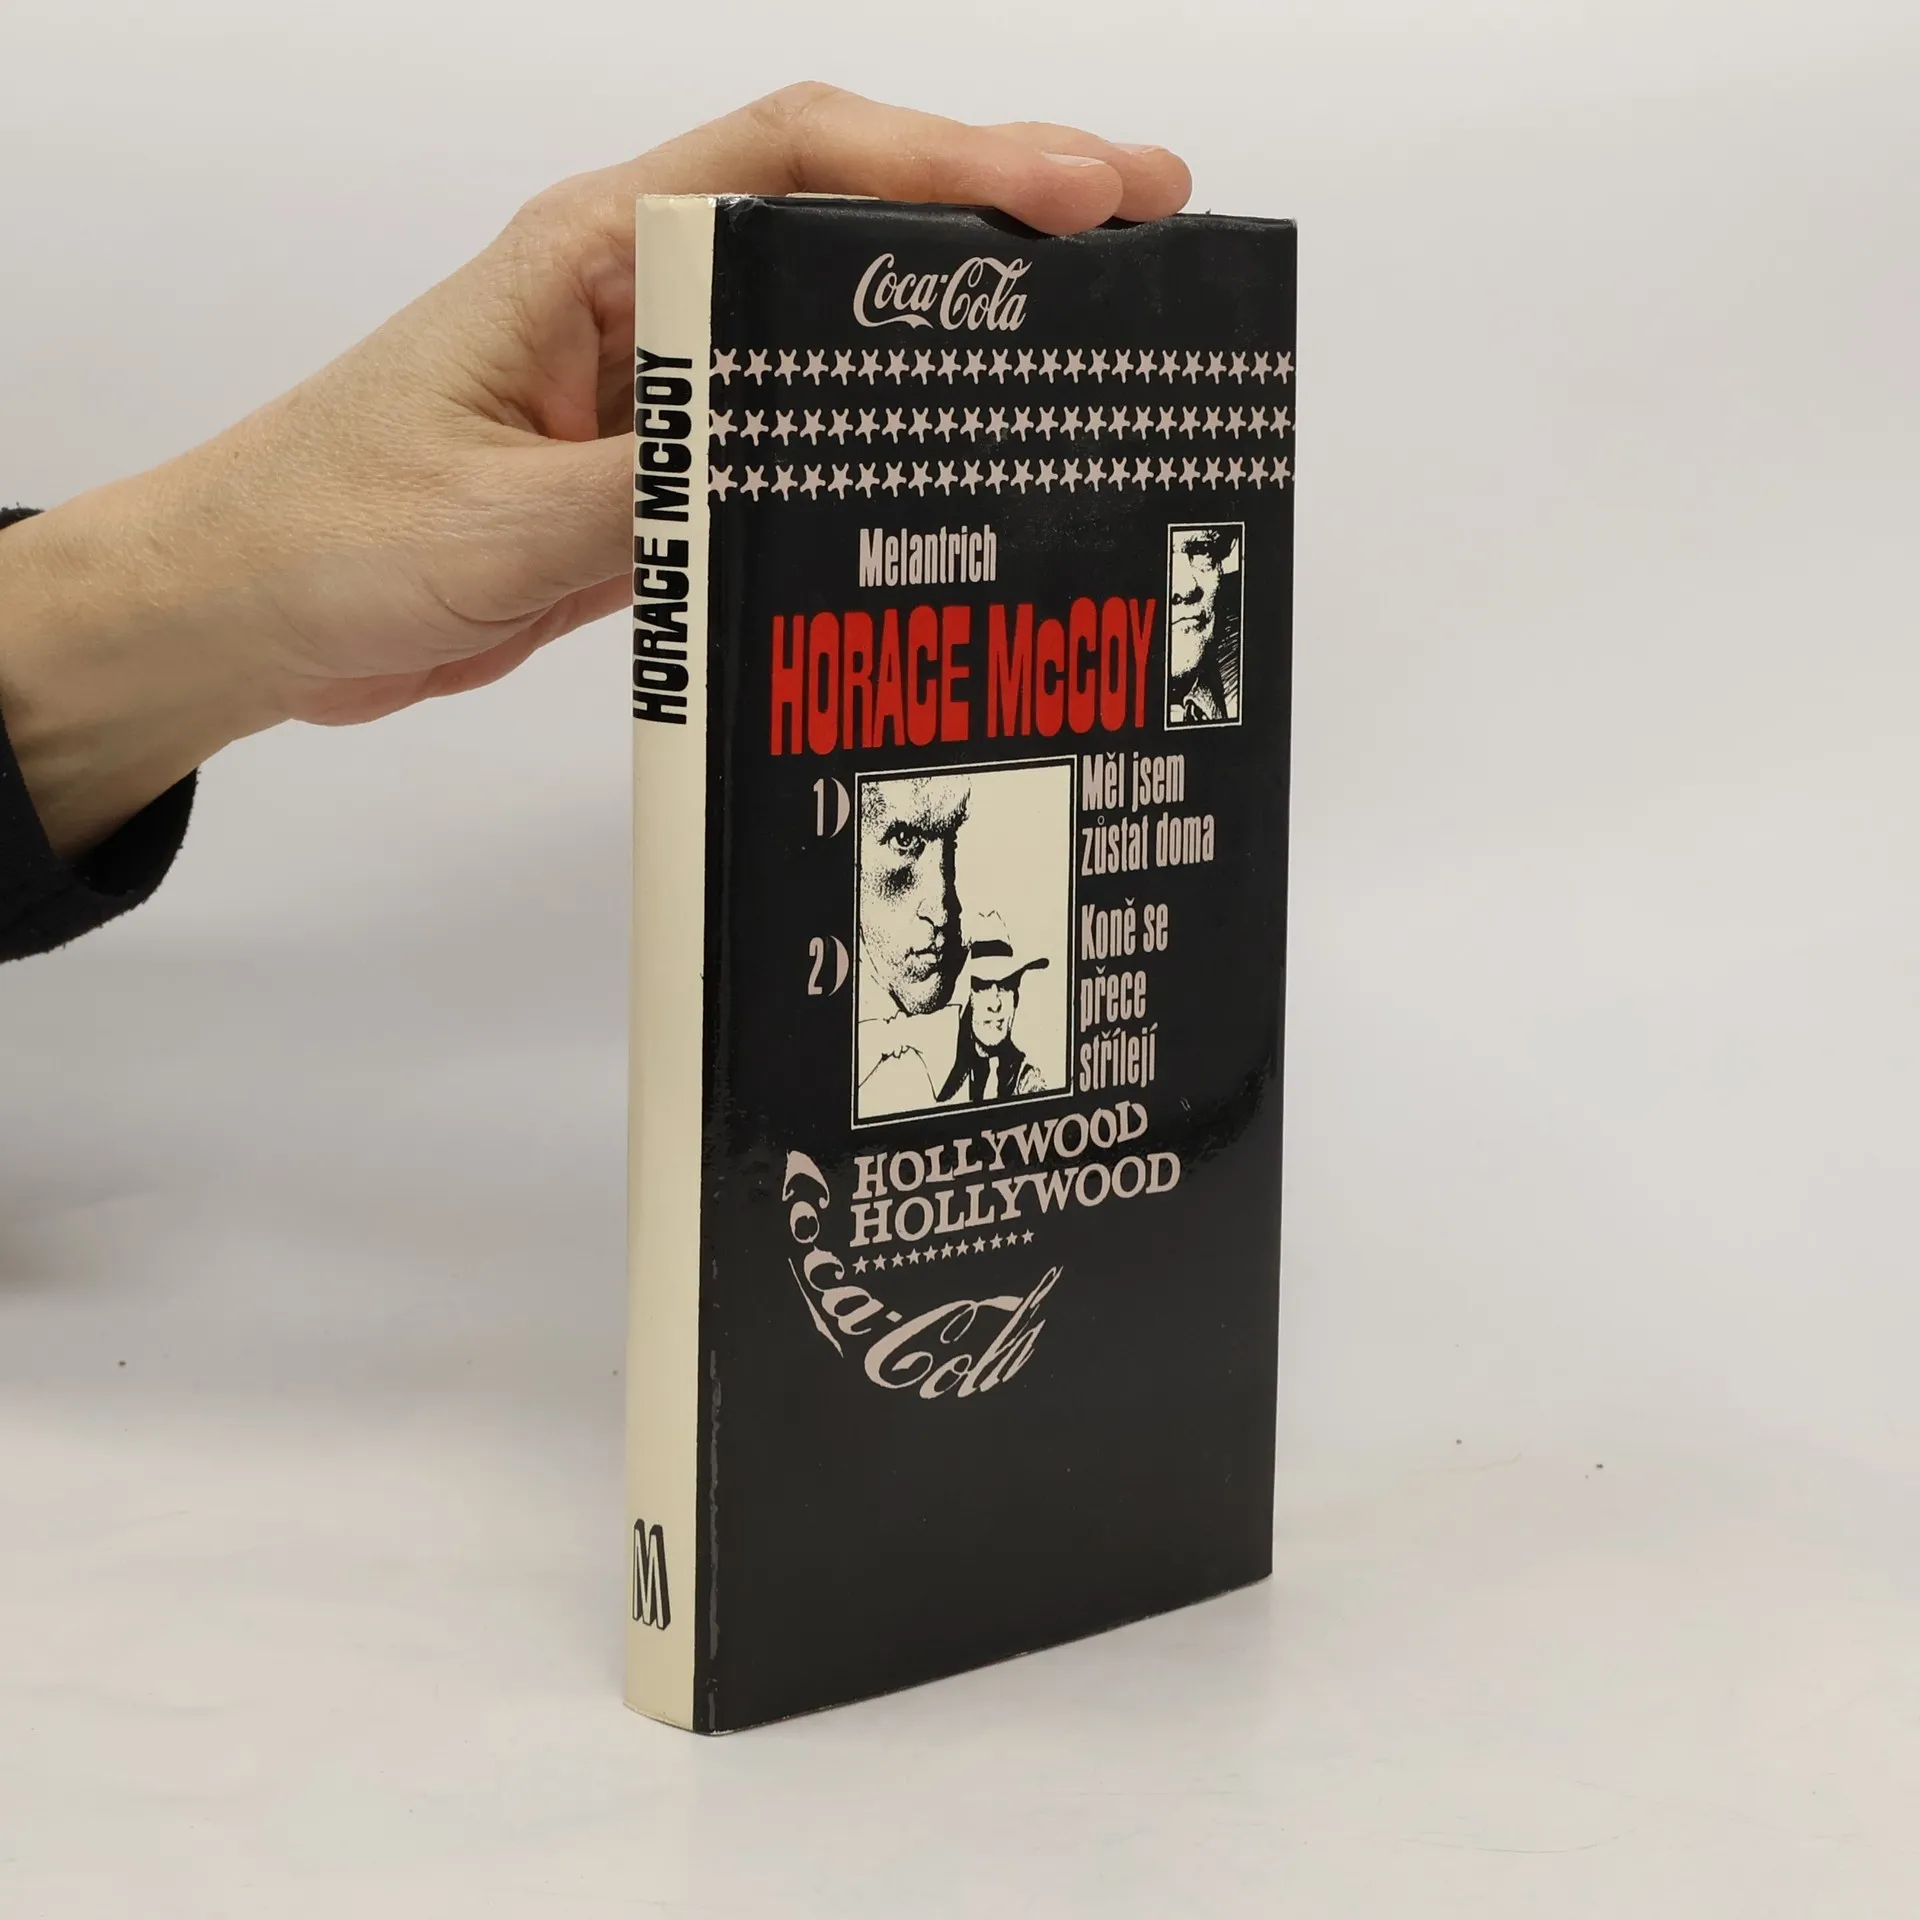 HORACE McCOY
M
Coca-Cola
Melantrich
HORACE McCOY
1)
Měl jsem
zůstat doma
2)
Koně se
přece
střílejí
HOLLYWOOD
HOLLYWOOD
Coca-Cola